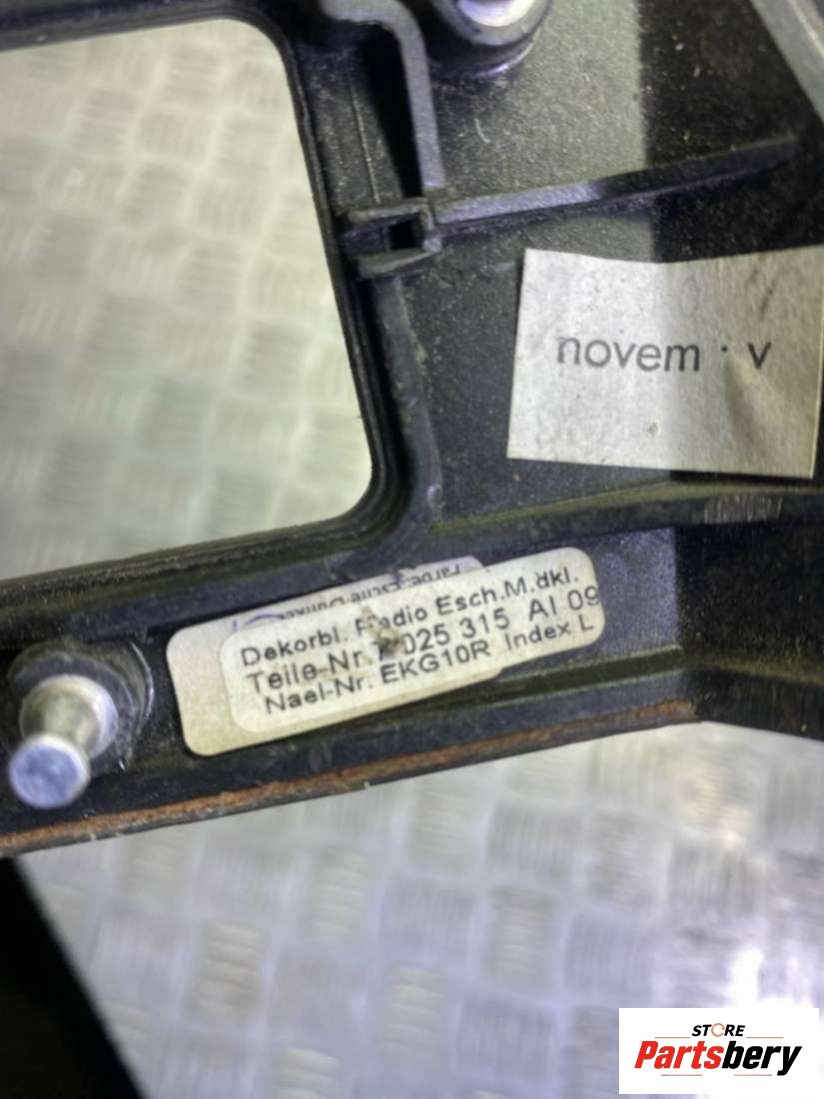 novem · v
Dekorbl. Radio Esch.M.dkl.
Teile-Nr. 025 315 AI 09
Nael-Nr. EKG10R Index L
STORE
Partsbery